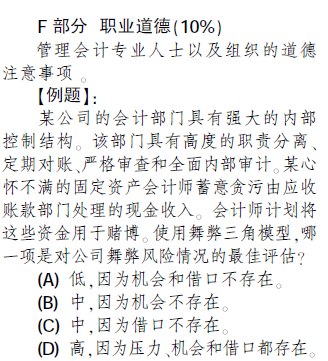 F 部分 职业道德(10%)
管理会计专业人士以及组织的道德
注意事项。
【例题】:
某公司的会计部门具有强大的内部
控制结构。该部门具有高度的职责分离、
定期对账、严格审查和全面内部审计。某心
怀不满的固定资产会计师蓄意贪污由应收
账款部门处理的现金收入。会计师计划将
这些资金用于赌博。使用舞弊三角模型,哪
一项是对公司舞弊风险情况的最佳评估?
(A) 低,因为机会和借口不存在。
(B) 中,因为机会不存在。
(C) 中,因为借口不存在。
(D) 高,因为压力、机会和借口都存在。